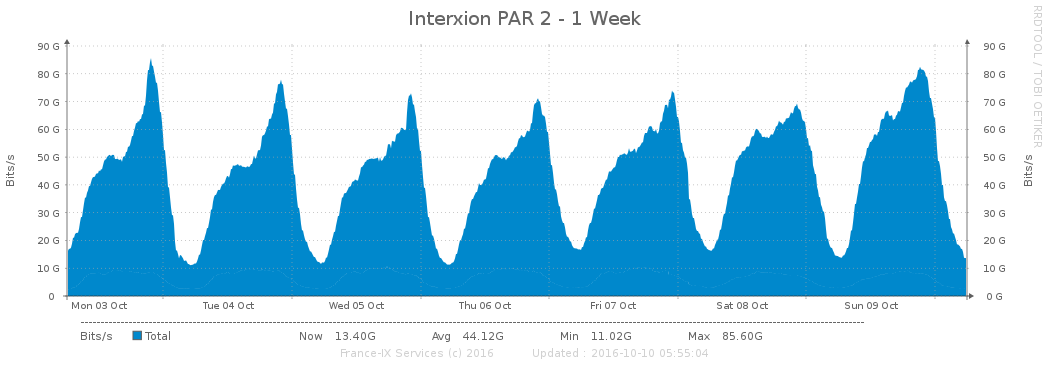 Interxion PAR 2 - 1 Week
RRDTOOL / TOBI OETIKER
Bits/s
90 G 90 G
80 G 80 G
70 G 70 G
60 G 60 G
50 G 50 G
40 G 40 G
30 G 30 G
20 G 20 G
10 G 10 G
0 0 G
Bits/s
Mon 03 Oct Tue 04 Oct Wed 05 Oct Thu 06 Oct Fri 07 Oct Sat 08 Oct Sun 09 Oct
Bits/s Total Now 13.40G Avg 44.12G Min 11.02G Max 85.60G
France-IX Services (c) 2016 Updated : 2016-10-10 05:55:04